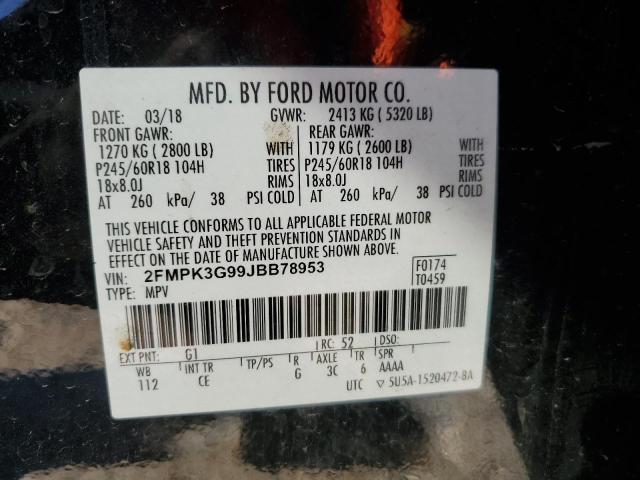 MFD. BY FORD MOTOR CO.
DATE: 03/18 GVWR: 2413 KG ( 5320 LB)
FRONT GAWR: REAR GAWR:
1270 KG ( 2800 LB) WITH 1179 KG ( 2600 LB) WITH
P245/60R18 104H TIRES P245/60R18 104H TIRES
18x8.0J RIMS 18x8.0J RIMS
AT 260 kPa/ 38 PSI COLD AT 260 kPa/ 38 PSI COLD
THIS VEHICLE CONFORMS TO ALL APPLICABLE FEDERAL MOTOR
VEHICLE SAFETY AND THEFT PREVENTION STANDARDS IN
EFFECT ON THE DATE OF MANUFACTURE SHOWN ABOVE.
VIN: 2FMPK3G99JBB78953 F0174
TYPE: MPV T0459
EXT PNT: G1 RC: 52 DSO:
WB INT TR TP/PS R AXLE TR SPR
112 CE G 3C 6 AAAA
UTC ▽ 5U5A-1520472-BA